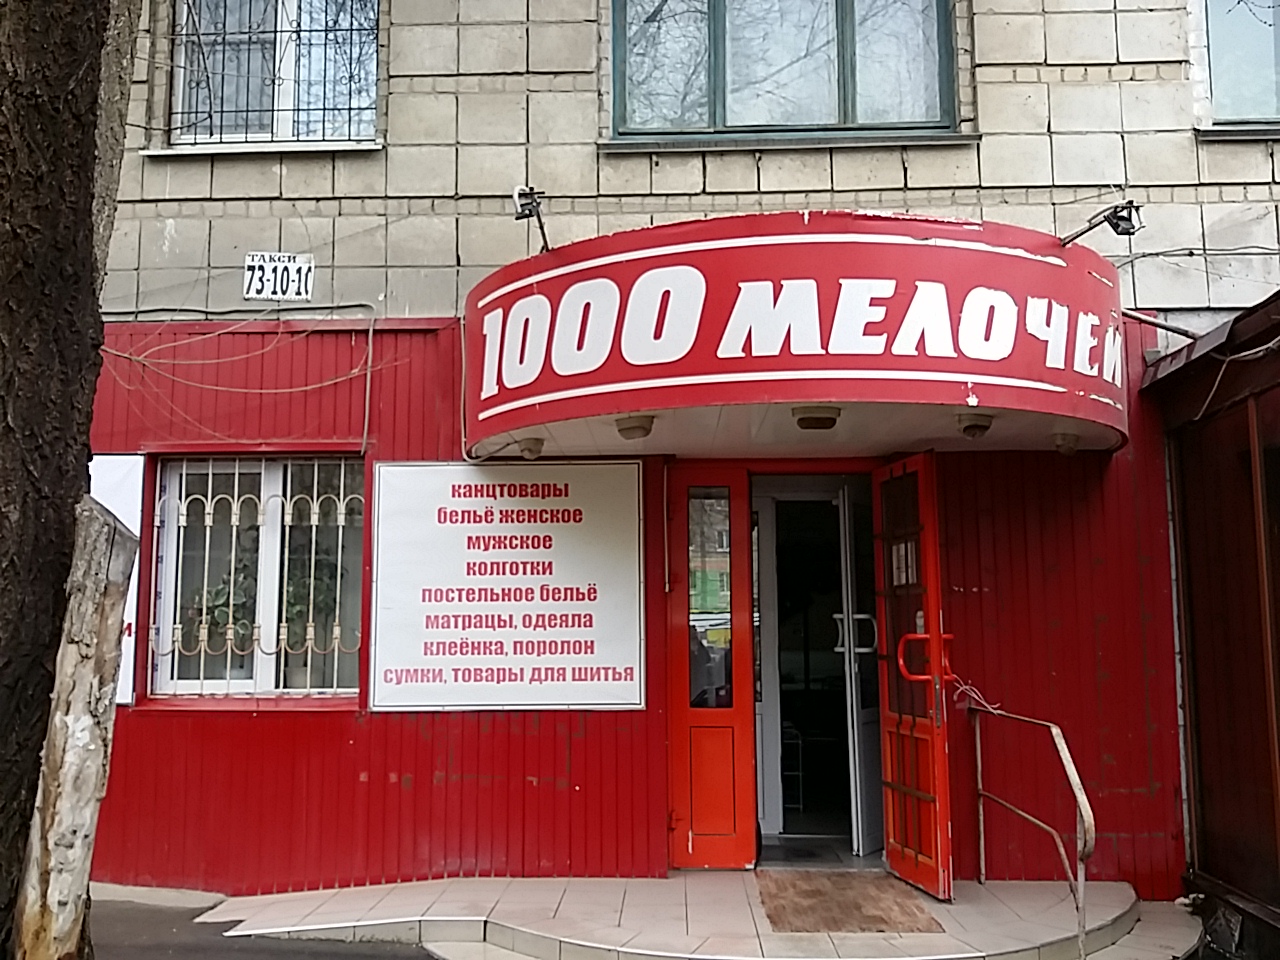 ТАКСИ
73-10-10
1000 МЕЛОЧЕЙ
канцтовары
бельё женское
мужское
колготки
постельное бельё
матрацы, одеяла
клеёнка, поролон
сумки, товары для шитья